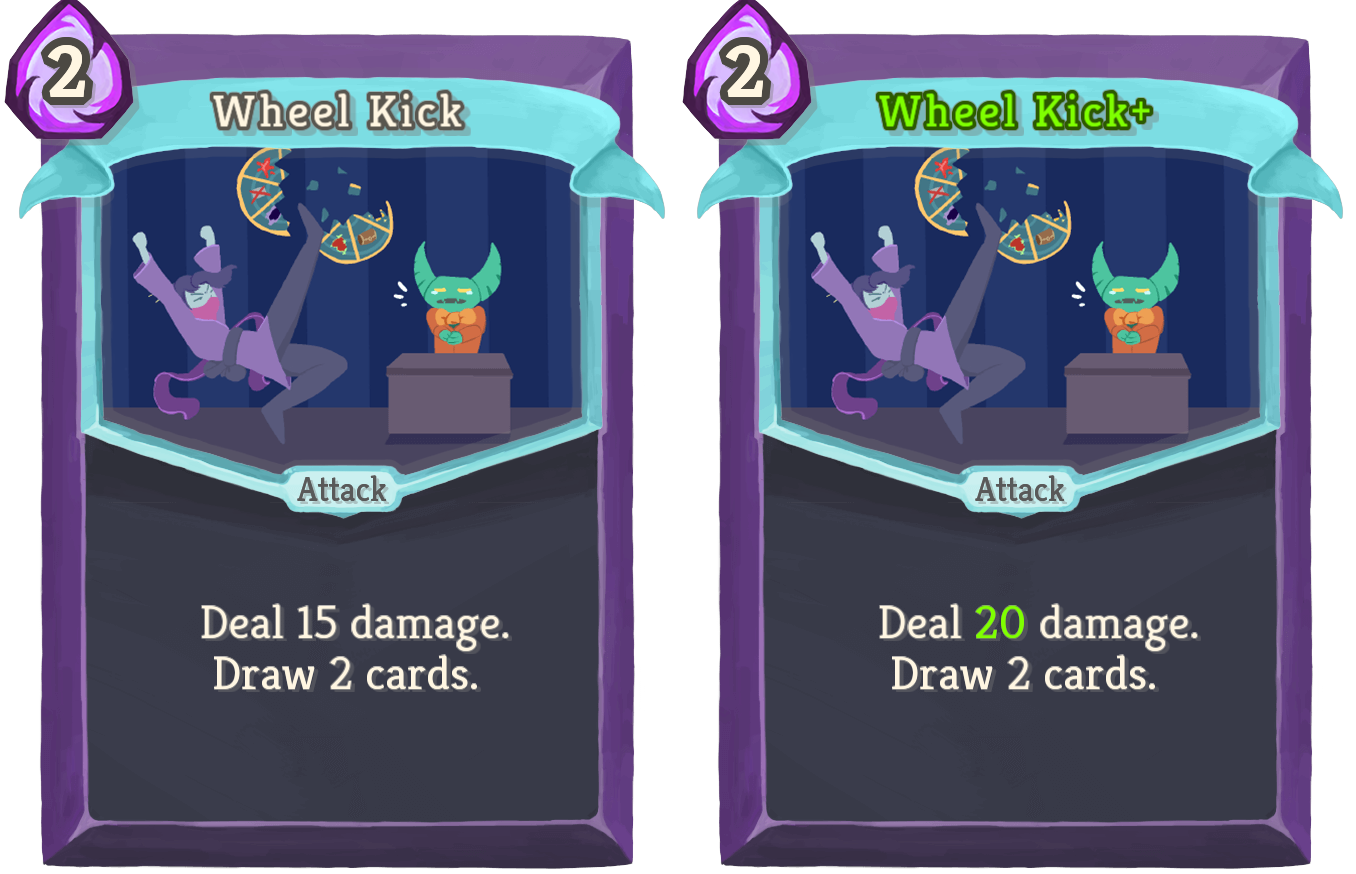 2
Wheel Kick
Attack
Deal 15 damage.
Draw 2 cards.
2
Wheel Kick+
Attack
Deal 20 damage.
Draw 2 cards.